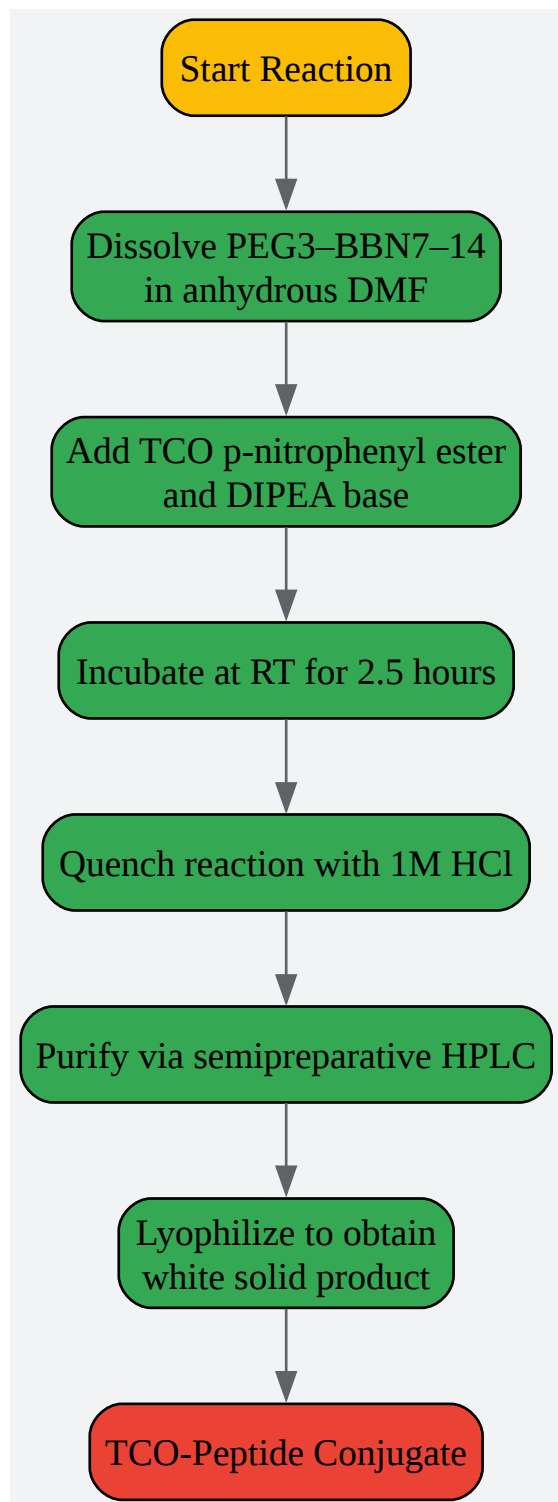 Start Reaction
Dissolve PEG3–BBN7–14
in anhydrous DMF
Add TCO p-nitrophenyl ester
and DIPEA base
Incubate at RT for 2.5 hours
Quench reaction with 1M HCl
Purify via semipreparative HPLC
Lyophilize to obtain
white solid product
TCO-Peptide Conjugate